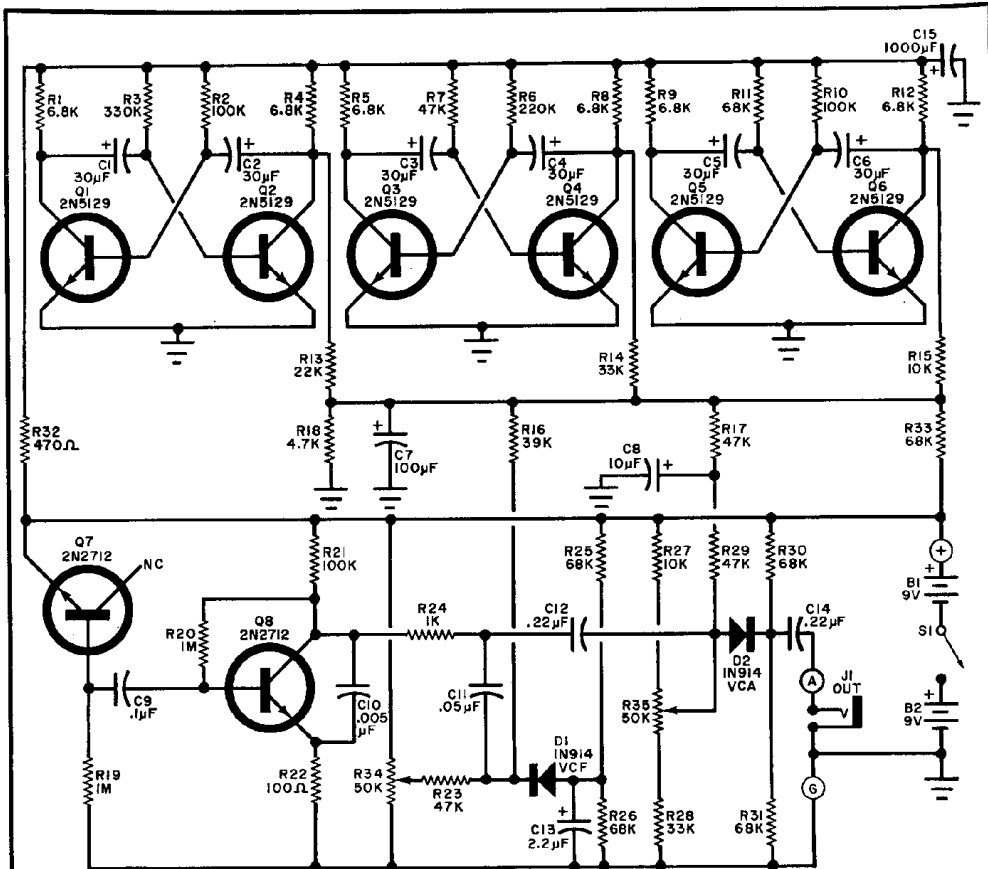 C15
1000µF
+
R1
6.8K
R3
330K
R2
100K
R4
6.8K
R5
6.8K
R7
47K
R6
220K
R8
6.8K
R9
6.8K
R11
68K
R10
100K
R12
6.8K
+
C1
30µF
+
C2
30µF
+
C3
30µF
+
C4
30µF
+
C5
30µF
+
C6
30µF
Q1
2N5129
Q2
2N5129
Q3
2N5129
Q4
2N5129
Q5
2N5129
Q6
2N5129
R13
22K
R14
33K
R15
10K
R32
470Ω
R18
4.7K
+
C7
100µF
R16
39K
C8
10µF
+
R17
47K
R33
68K
Q7
2N2712
NC
R21
100K
R25
68K
R27
10K
R29
47K
R30
68K
+
+
B1
9V
S1
+
B2
9V
R20
1M
Q8
2N2712
R24
1K
C12
.22µF
C14
.22µF
D2
1N914
VCA
A
J1
OUT
V
G
C9
.1µF
C10
.005
µF
C11
.05µF
R35
50K
R19
1M
R22
100Ω
R34
50K
R23
47K
D1
1N914
VCF
+
C13
2.2µF
R26
68K
R28
33K
R31
68K